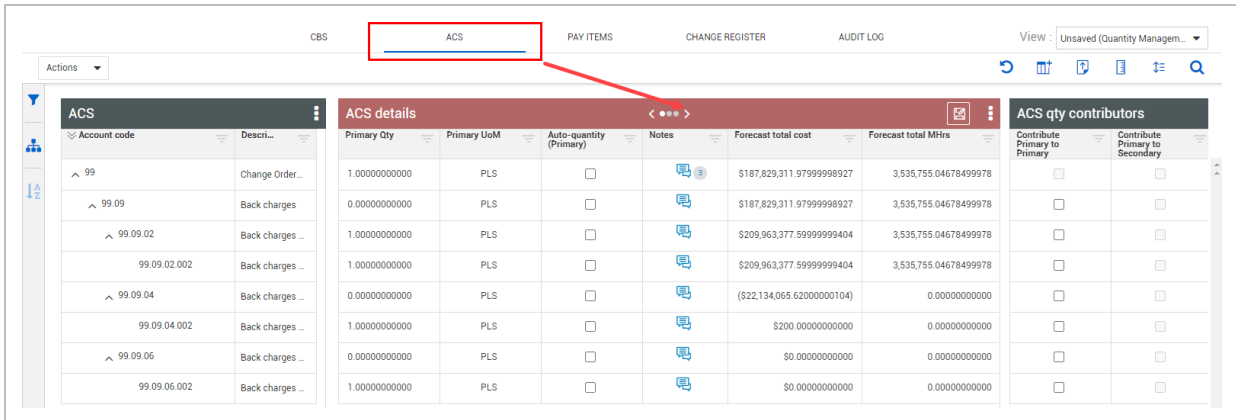 CBS ACS PAY ITEMS CHANGE REGISTER AUDIT LOG View : Unsaved (Quantity Managem...
Actions
ACS ACS details ACS qty contributors
Account code Descri... Primary Qty Primary UoM Auto-quantity (Primary) Notes Forecast total cost Forecast total MHrs Contribute Primary to Primary Contribute Primary to Secondary
99 Change Order... 1.00000000000 PLS 3 $187,829,311.97999998927 3,535,755.04678499978
99.09 Back charges 0.00000000000 PLS $187,829,311.97999998927 3,535,755.04678499978
99.09.02 Back charges ... 1.00000000000 PLS $209,963,377.59999999404 3,535,755.04678499978
99.09.02.002 Back charges ... 1.00000000000 PLS $209,963,377.59999999404 3,535,755.04678499978
99.09.04 Back charges ... 0.00000000000 PLS ($22,134,065.62000000104) 0.00000000000
99.09.04.002 Back charges ... 1.00000000000 PLS $200.00000000000 0.00000000000
99.09.06 Back charges ... 0.00000000000 PLS $0.00000000000 0.00000000000
99.09.06.002 Back charges ... 1.00000000000 PLS $0.00000000000 0.00000000000